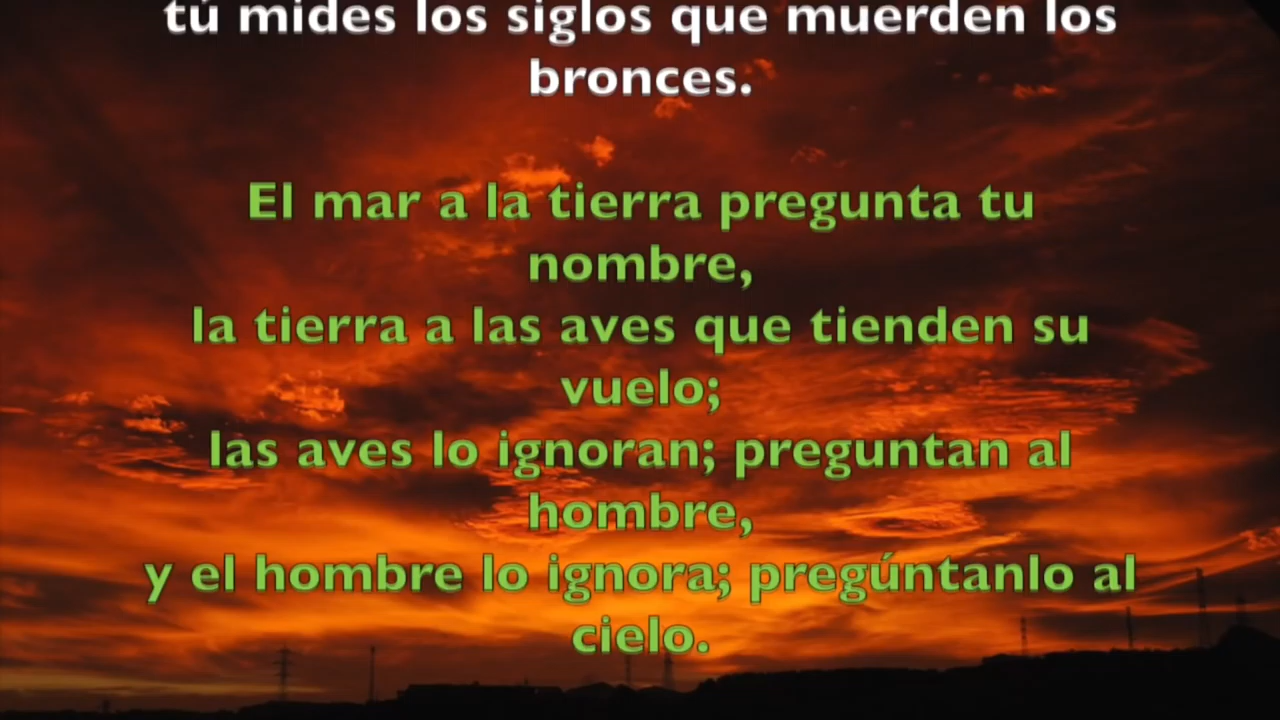 tú mides los siglos que muerden los
bronces.
El mar a la tierra pregunta tu
nombre,
la tierra a las aves que tienden su
vuelo;
las aves lo ignoran; preguntan al
hombre,
y el hombre lo ignora; pregúntanlo al
cielo.